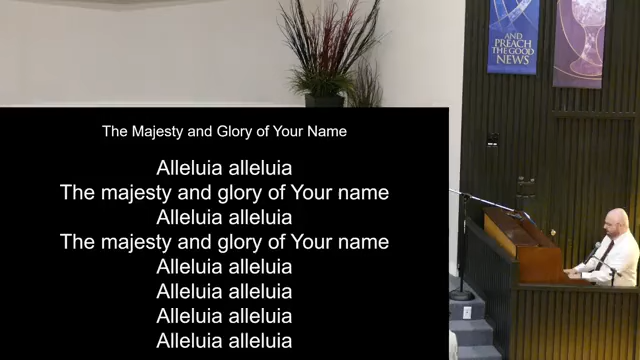 AND
PREACH
THE GOOD
NEWS
The Majesty and Glory of Your Name
Alleluia alleluia
The majesty and glory of Your name
Alleluia alleluia
The majesty and glory of Your name
Alleluia alleluia
Alleluia alleluia
Alleluia alleluia
Alleluia alleluia